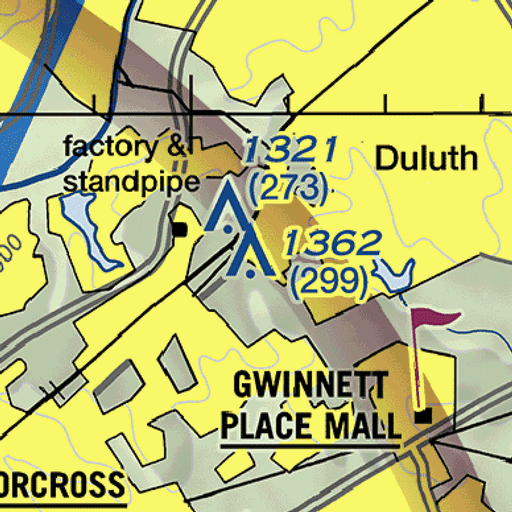 factory &
standpipe
1321
(273)
Duluth
1362
(299)
GWINNETT
PLACE MALL
ORCROSS